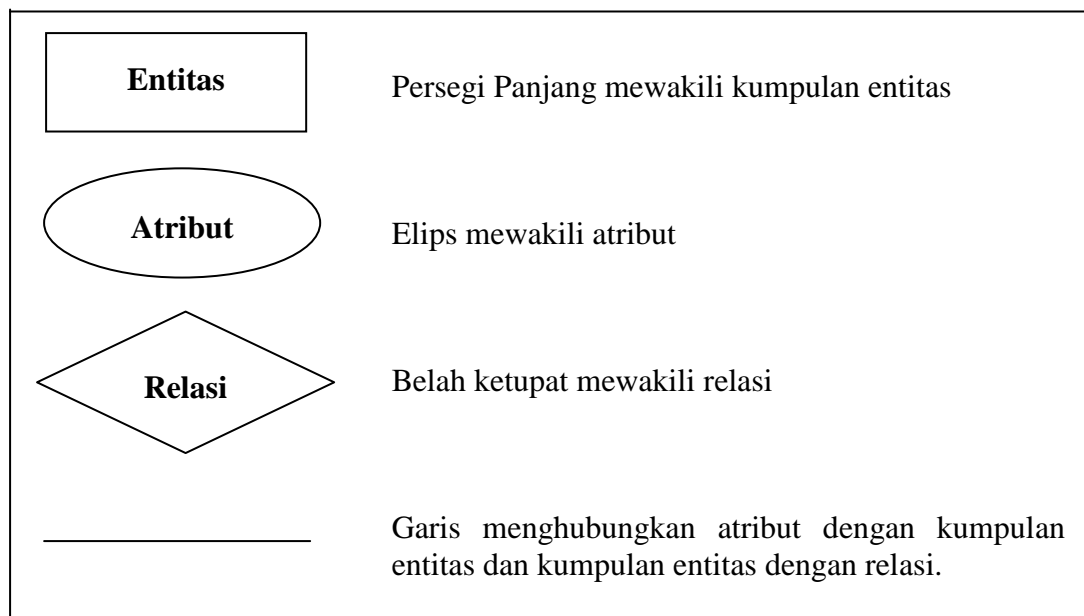 Entitas
Persegi Panjang mewakili kumpulan entitas
Atribut
Elips mewakili atribut
Relasi
Belah ketupat mewakili relasi
Garis menghubungkan atribut dengan kumpulan
entitas dan kumpulan entitas dengan relasi.